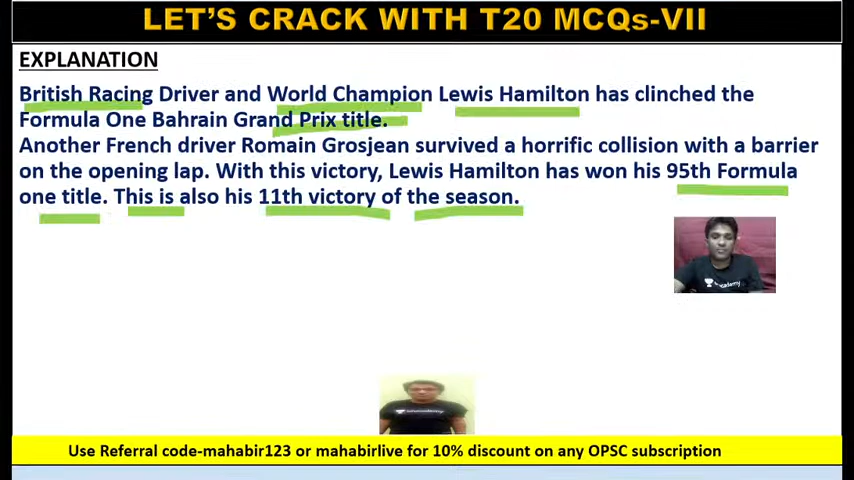 LET'S CRACK WITH T20 MCQs-VII
EXPLANATION
British Racing Driver and World Champion Lewis Hamilton has clinched the
Formula One Bahrain Grand Prix title.
Another French driver Romain Grosjean survived a horrific collision with a barrier
on the opening lap. With this victory, Lewis Hamilton has won his 95th Formula
one title. This is also his 11th victory of the season.
Use Referral code-mahabir123 or mahabirlive for 10% discount on any OPSC subscription